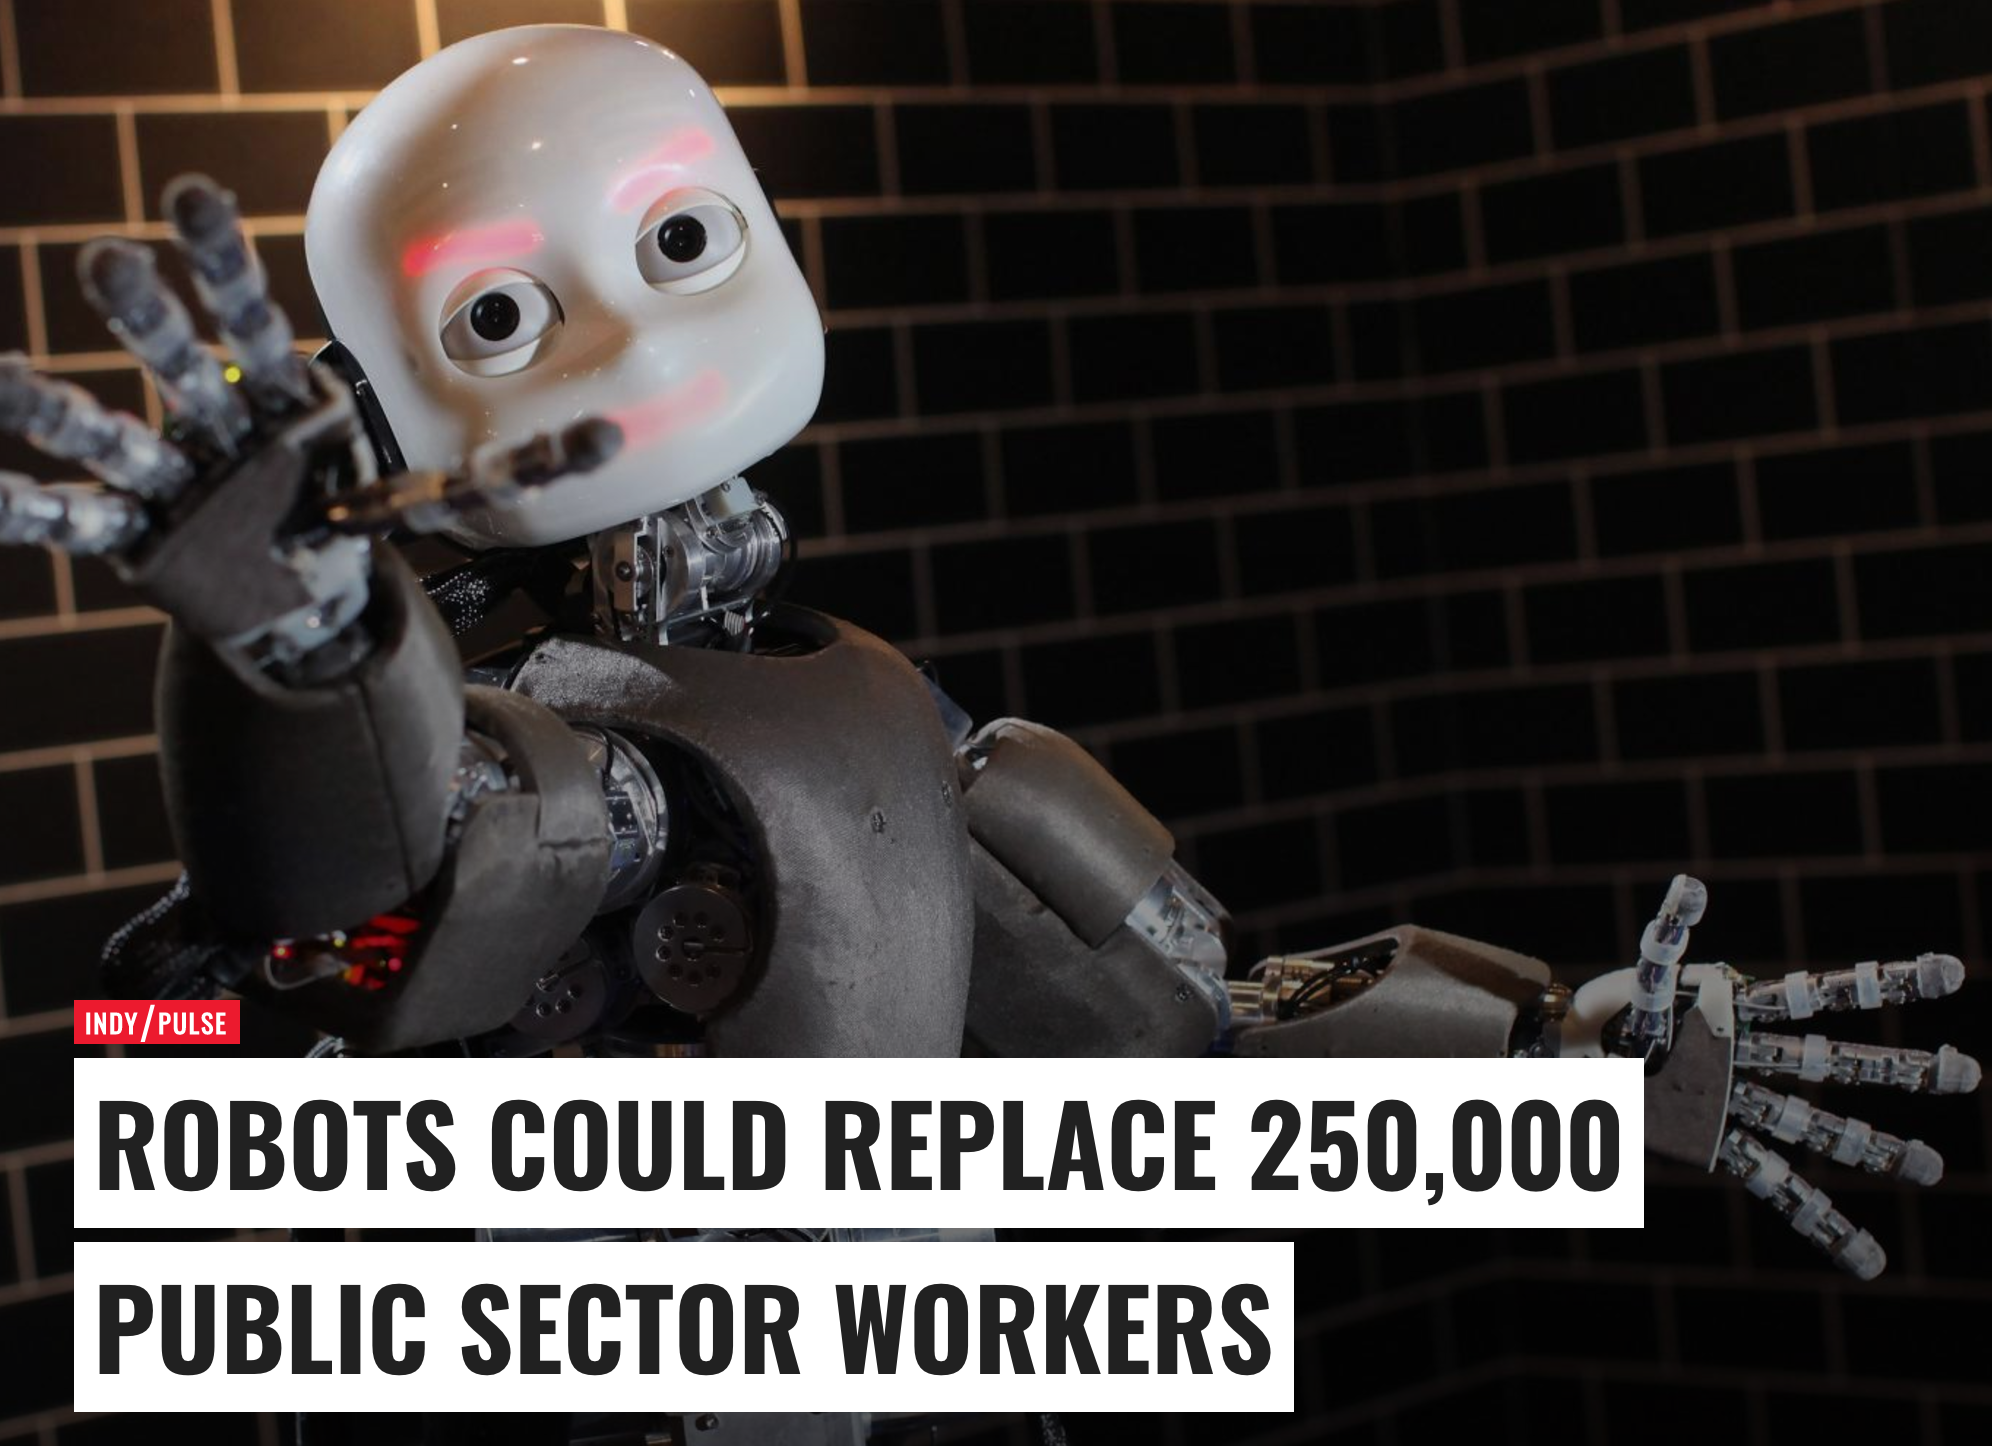 INDY/PULSE
ROBOTS COULD REPLACE 250,000
PUBLIC SECTOR WORKERS